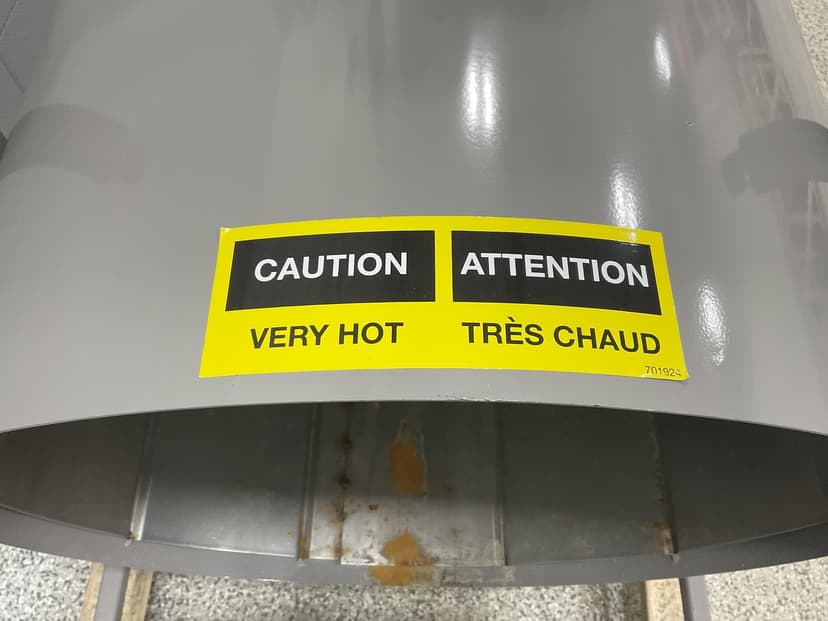 CAUTION
VERY HOT
ATTENTION
TRÈS CHAUD
701924